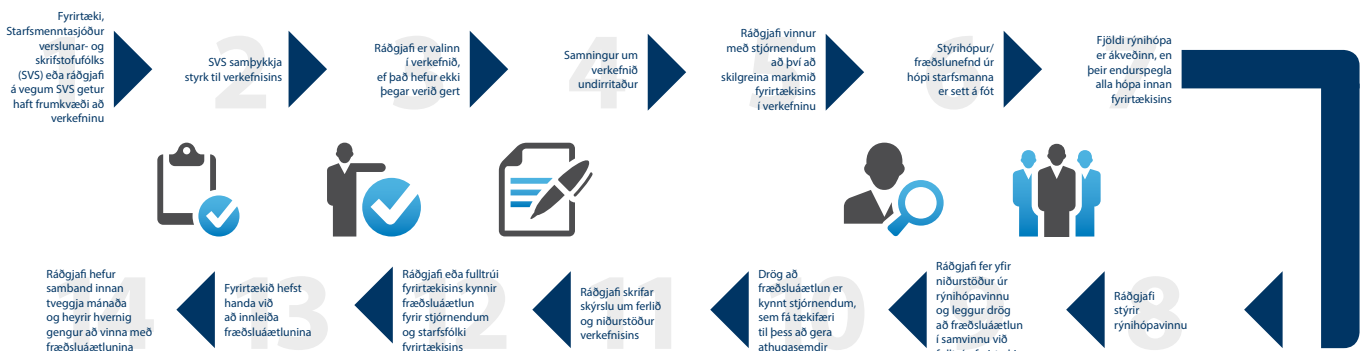 Fyrirtæki,
Starfsmenntasjóður
verslunar- og
skrifstofufólks
(SVS) eða ráðgjafi
á vegum SVS getur
haft frumkvæði að
verkefninu
2
SVS samþykkja
styrk til verkefnisins
3
Ráðgjafi er valinn
í verkefnið,
ef það hefur ekki
þegar verið gert
4
Samningur um
verkefnið
undirritaður
5
Ráðgjafi vinnur
með stjórnendum
að því að
skilgreina markmið
fyrirtækisins
í verkefninu
6
Stýrihópur/
fræðslunefnd úr
hópi starfsmanna
er sett á fót
7
Fjöldi rýnihópa
er ákveðinn, en
þeir endurspegla
alla hópa innan
fyrirtækisins
8
Ráðgjafi
stýrir
rýnihópavinnu
9
Ráðgjafi fer yfir
niðurstöður úr
rýnihópavinnu
og leggur drög
að fræðsluáætlun
í samvinnu við
10
Drög að
fræðsluáætlun er
kynnt stjórnendum,
sem fá tækifæri
til þess að gera
athugasemdir
11
Ráðgjafi skrifar
skýrslu um ferlið
og niðurstöður
verkefnisins
12
Ráðgjafi eða fulltrúi
fyrirtækisins kynnir
fræðsluáætlun
fyrir stjórnendum
og starfsfólki
fyrirtækisins
13
Fyrirtækið hefst
handa við
að innleiða
fræðsluáætlunina
14
Ráðgjafi hefur
samband innan
tveggja mánaða
og heyrir hvernig
gengur að vinna með
fræðsluáætlunina